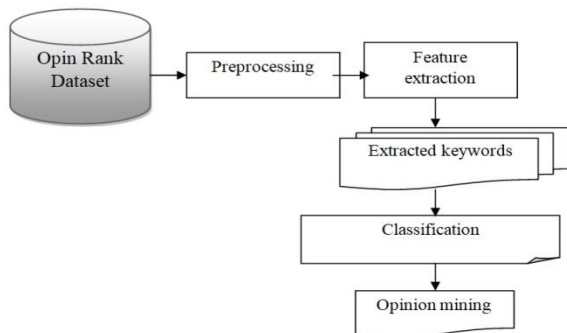 Opin Rank
Dataset
Preprocessing
Feature
extraction
Extracted keywords
Classification
Opinion mining